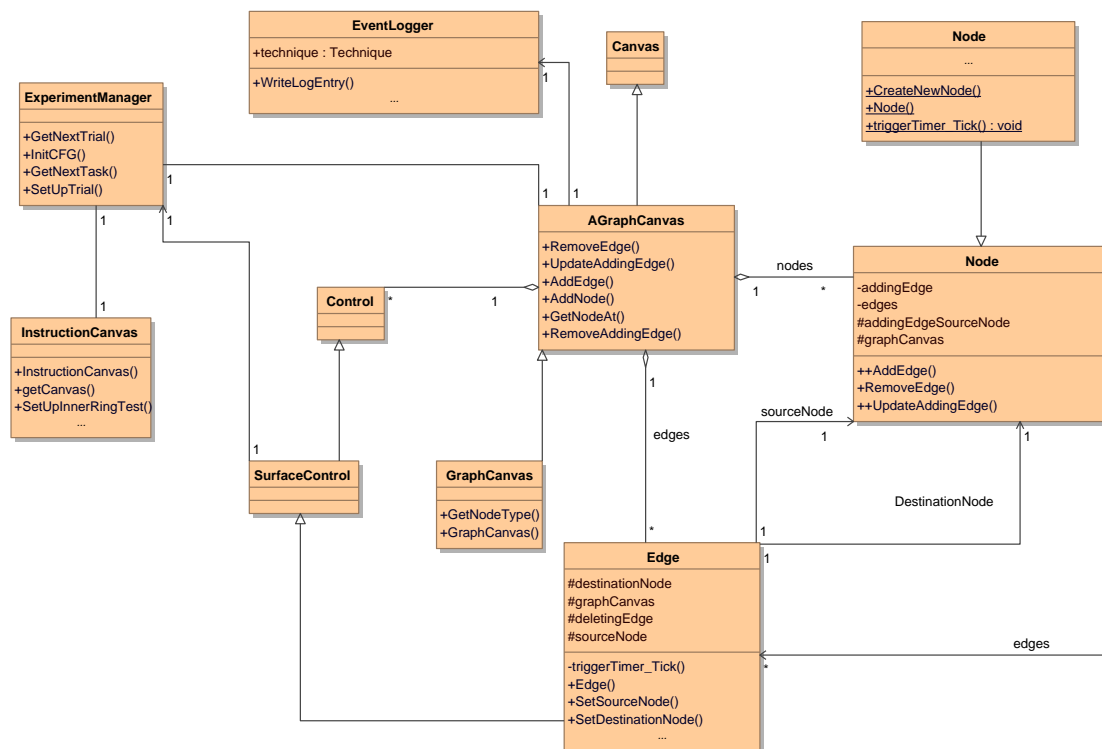 EventLogger
+technique : Technique
+WriteLogEntry()
...
Canvas
Node
...
+CreateNewNode()
+Node()
+triggerTimer_Tick() : void
ExperimentManager
+GetNextTrial()
+InitCFG()
+GetNextTask()
+SetUpTrial()
1
1
1
1
1
1
AGraphCanvas
+RemoveEdge()
+UpdateAddingEdge()
+AddEdge()
+AddNode()
+GetNodeAt()
+RemoveAddingEdge()
nodes
1
*
Node
-addingEdge
-edges
#addingEdgeSourceNode
#graphCanvas
++AddEdge()
+RemoveEdge()
++UpdateAddingEdge()
Control
*
1
1
InstructionCanvas
+InstructionCanvas()
+getCanvas()
+SetUpInnerRingTest()
...
1
edges
*
sourceNode
1
1
1
SurfaceControl
GraphCanvas
+GetNodeType()
+GraphCanvas()
DestinationNode
1
1
Edge
#destinationNode
#graphCanvas
#deletingEdge
#sourceNode
-triggerTimer_Tick()
+Edge()
+SetSourceNode()
+SetDestinationNode()
...
edges
*